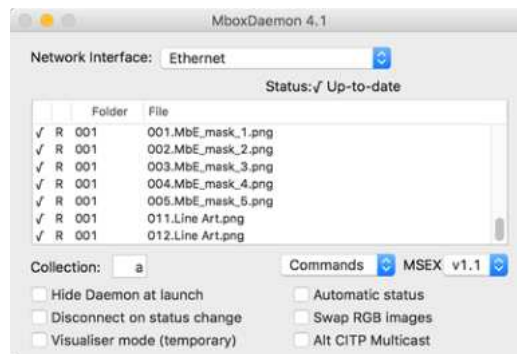 MboxDaemon 4.1
Network Interface: Ethernet
Status:√ Up-to-date
Folder File
√ R 001 001.MbE_mask_1.png
√ R 001 002.MbE_mask_2.png
√ R 001 003.MbE_mask_3.png
√ R 001 004.MbE_mask_4.png
√ R 001 005.MbE_mask_5.png
√ R 001 011.Line Art.png
√ R 001 012.Line Art.png
Collection: a Commands MSEX v1.1
Hide Daemon at launch Automatic status
Disconnect on status change Swap RGB images
Visualiser mode (temporary) Alt CITP Multicast